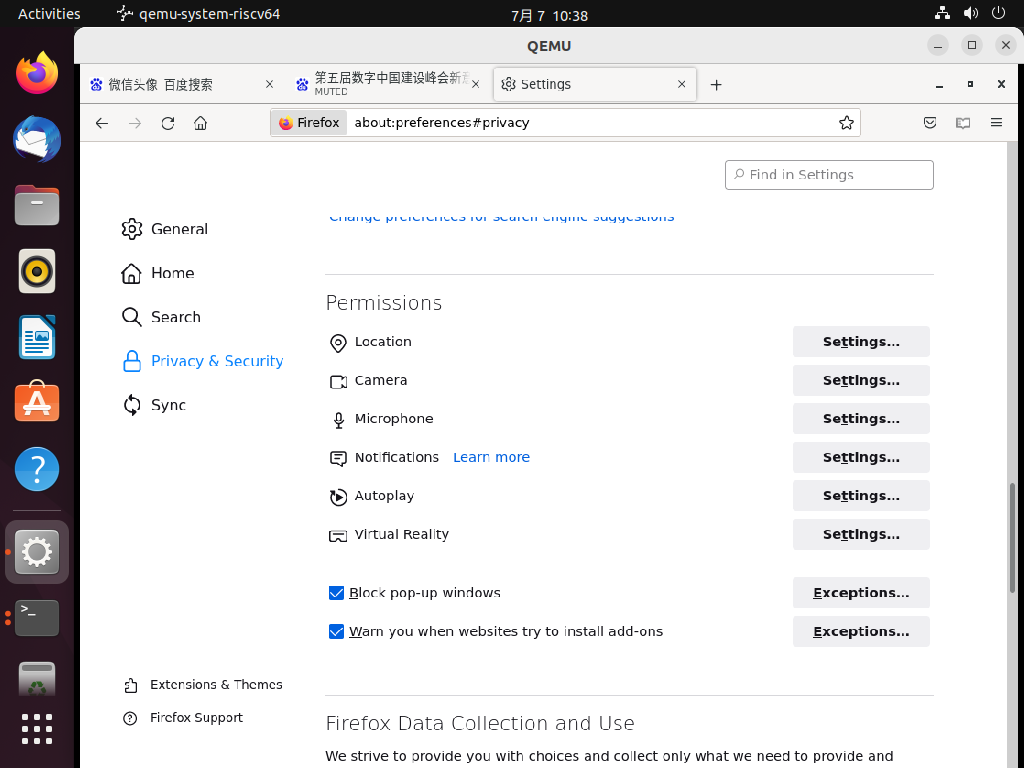 Activities
qemu-system-riscv64
7月 7 10:38
QEMU
微信头像 百度搜索
第五届数字中国建设峰会新
MUTED
Settings
Firefox
about:preferences#privacy
Find in Settings
Change preferences for search engine suggestions
General
Home
Search
Privacy & Security
Sync
Extensions & Themes
Firefox Support
Permissions
Location
Settings...
Camera
Settings...
Microphone
Settings...
Notifications Learn more
Settings...
Autoplay
Settings...
Virtual Reality
Settings...
Block pop-up windows
Exceptions...
Warn you when websites try to install add-ons
Exceptions...
Firefox Data Collection and Use
We strive to provide you with choices and collect only what we need to provide and